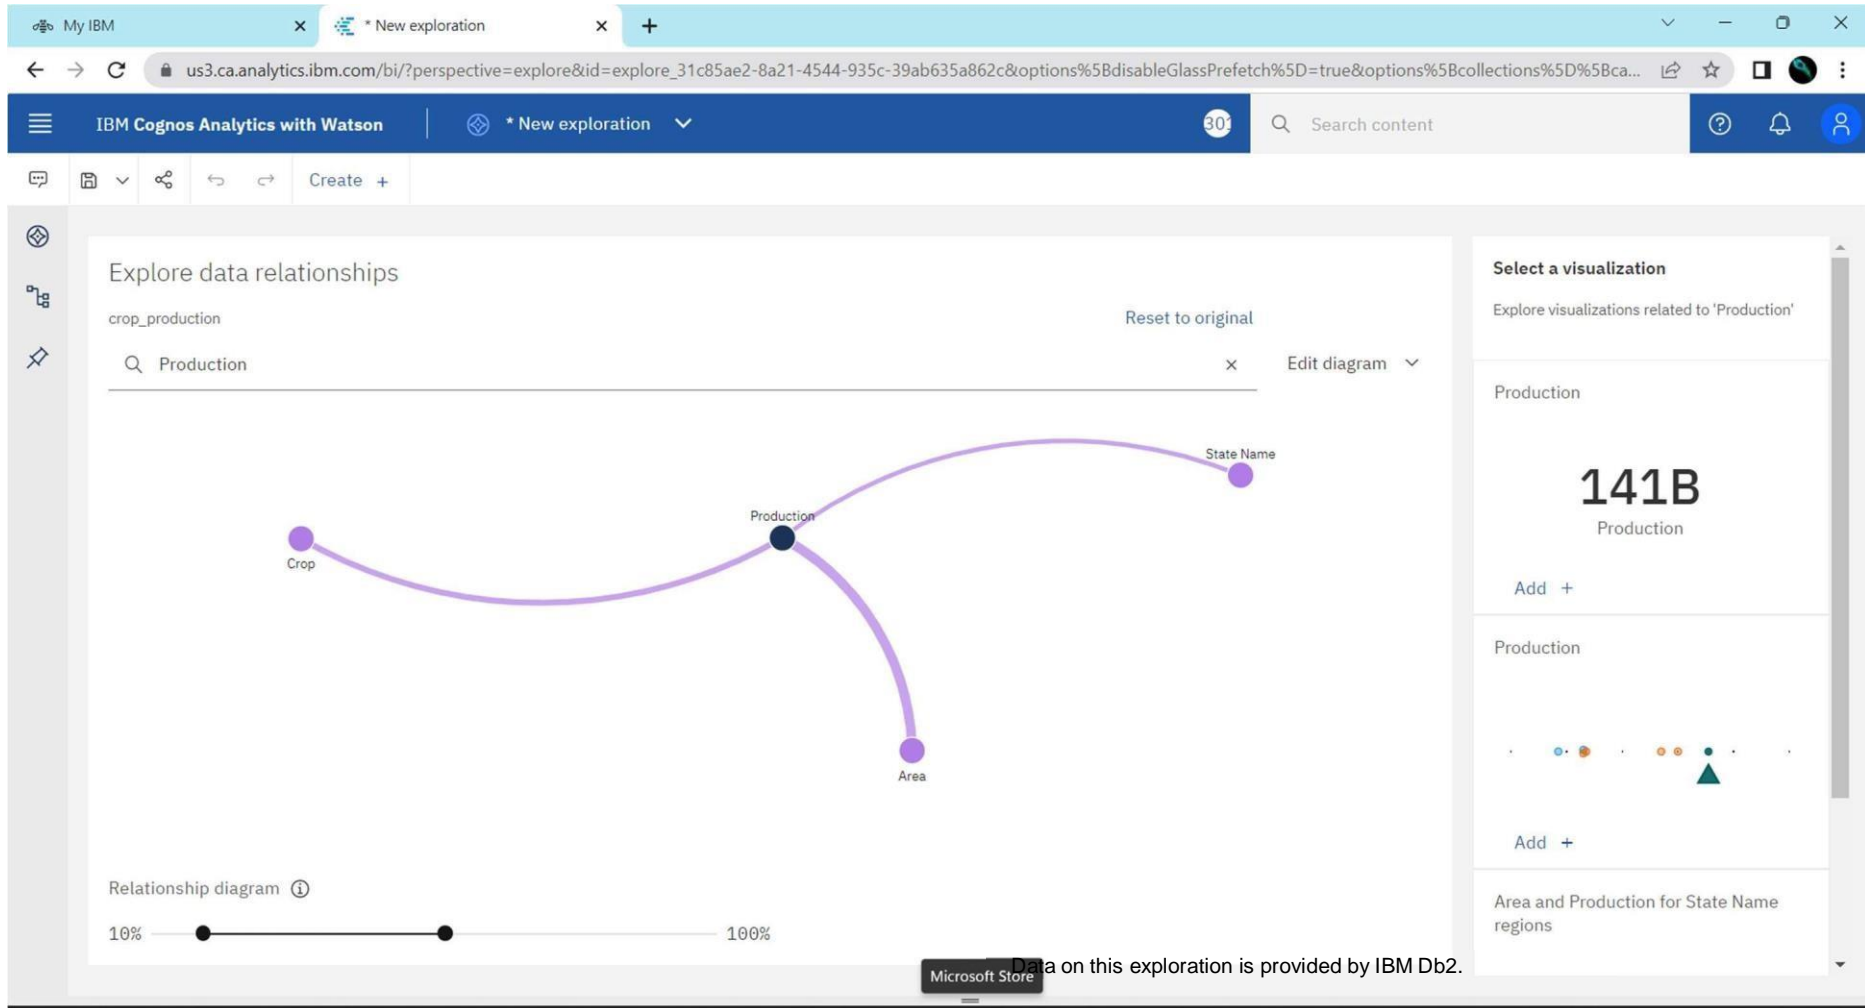 My IBM
* New exploration
us3.ca.analytics.ibm.com/bi/?perspective=explore&id=explore_31c85ae2-8a21-4544-935c-39ab635a862c&options%5BdisableGlassPrefetch%5D=true&options%5Bcollections%5D%5Bca...
IBM Cognos Analytics with Watson
* New exploration
301
Search content
Create +
Explore data relationships
crop_production
Reset to original
Production
Edit diagram
State Name
Production
Crop
Area
Relationship diagram
10%
100%
Select a visualization
Explore visualizations related to 'Production'
Production
141B
Production
Add +
Production
Add +
Area and Production for State Name
regions
Microsoft Store
Data on this exploration is provided by IBM Db2.